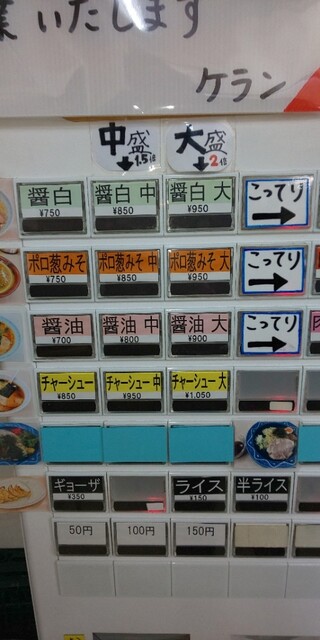 業いたします
ケラン
中盛 大盛
↓1.5倍 ↓2倍
醤白 醤白 中 醤白 大 こってり
¥750 ¥850 ¥950 →
ポロ葱みそ ポロ葱みそ 中 ポロ葱みそ 大 こってり
¥750 ¥850 ¥950 →
醤油 醤油 中 醤油 大 こってり 肉
¥700 ¥800 ¥900 →
チャーシュー チャーシュー 中 チャーシュー 大
¥850 ¥950 ¥1,050
ギョーザ ライス 半ライス
¥350 ¥150 ¥100
50円 100円 150円